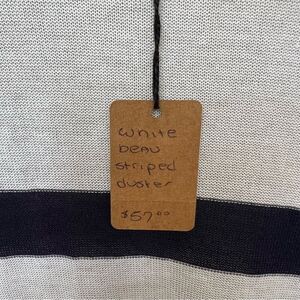 white
beau
striped
duster
$57.00